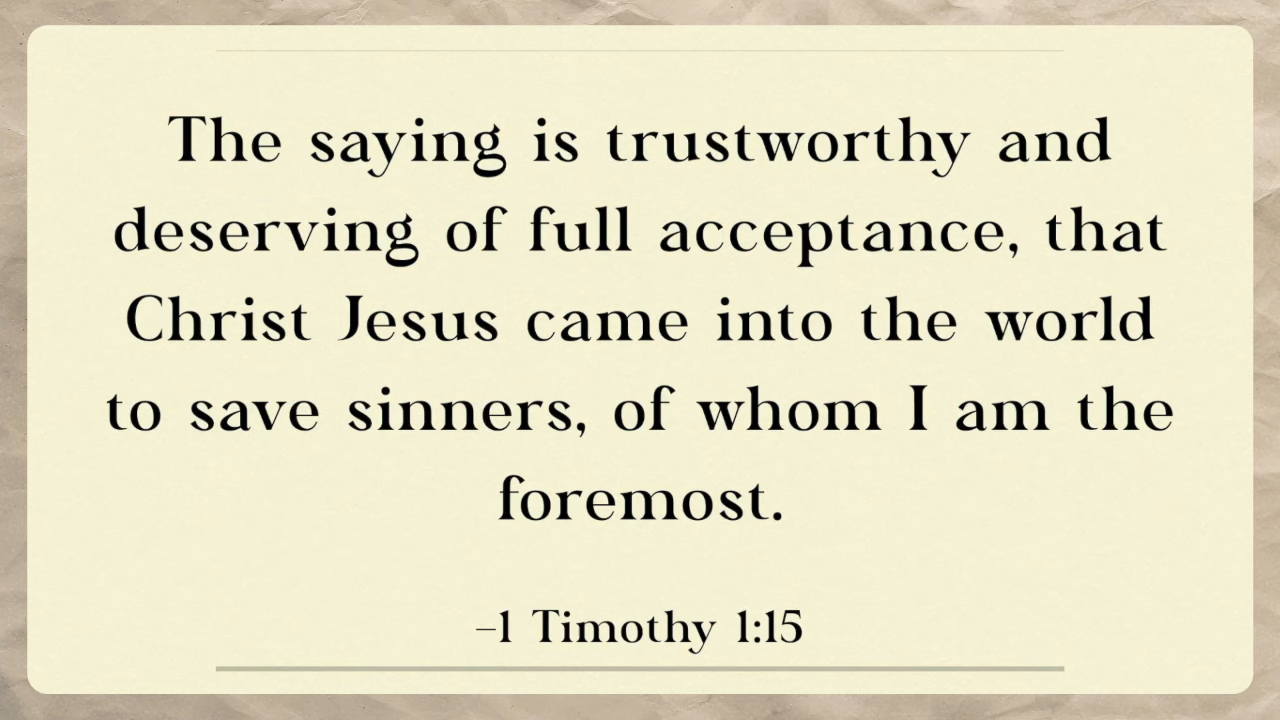 The saying is trustworthy and
deserving of full acceptance, that
Christ Jesus came into the world
to save sinners, of whom I am the
foremost.
–1 Timothy 1:15